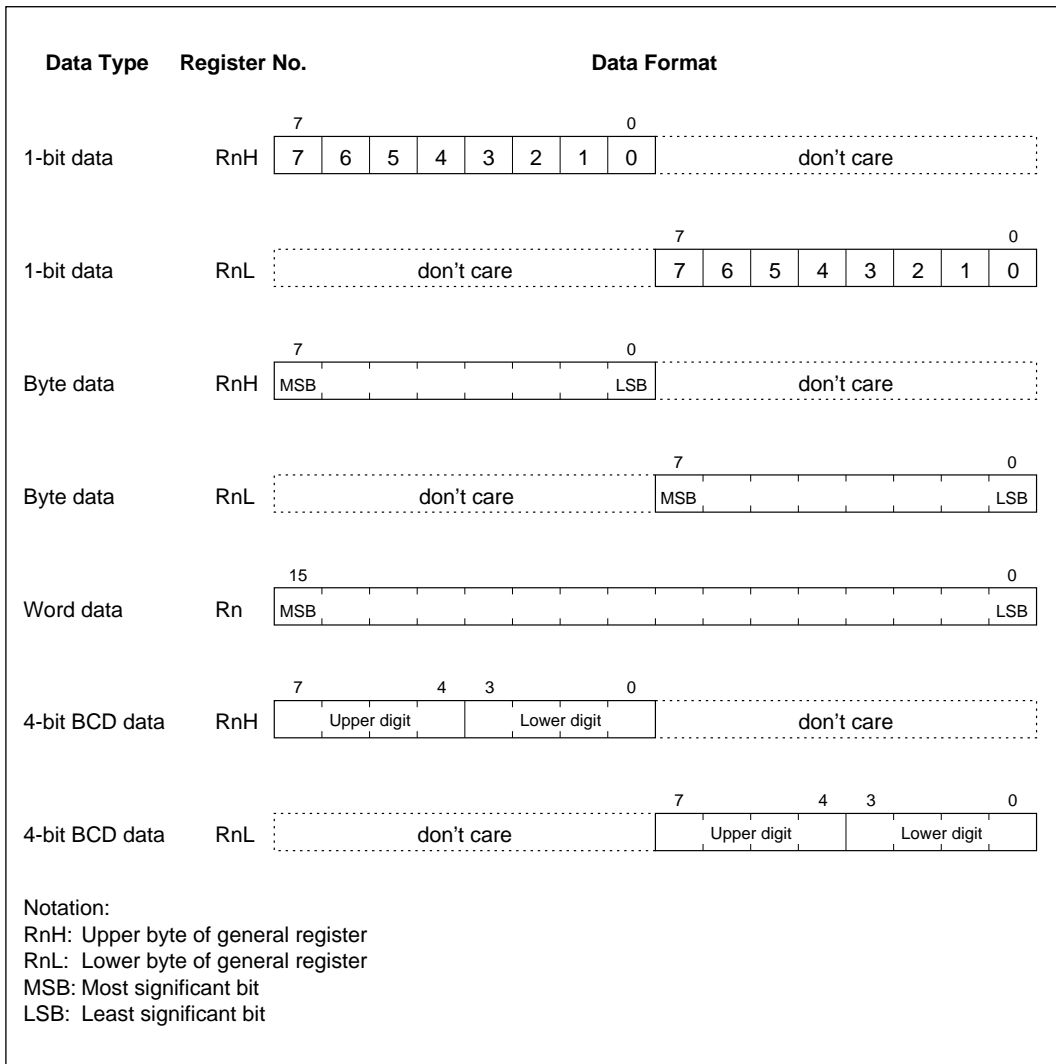 Data Type Register No. Data Format
7 0
1-bit data RnH 7 6 5 4 3 2 1 0 don't care
7 0
1-bit data RnL don't care 7 6 5 4 3 2 1 0
7 0
Byte data RnH MSB LSB don't care
7 0
Byte data RnL don't care MSB LSB
15 0
Word data Rn MSB LSB
7 4 3 0
4-bit BCD data RnH Upper digit Lower digit don't care
7 4 3 0
4-bit BCD data RnL don't care Upper digit Lower digit
Notation:
RnH: Upper byte of general register
RnL: Lower byte of general register
MSB: Most significant bit
LSB: Least significant bit